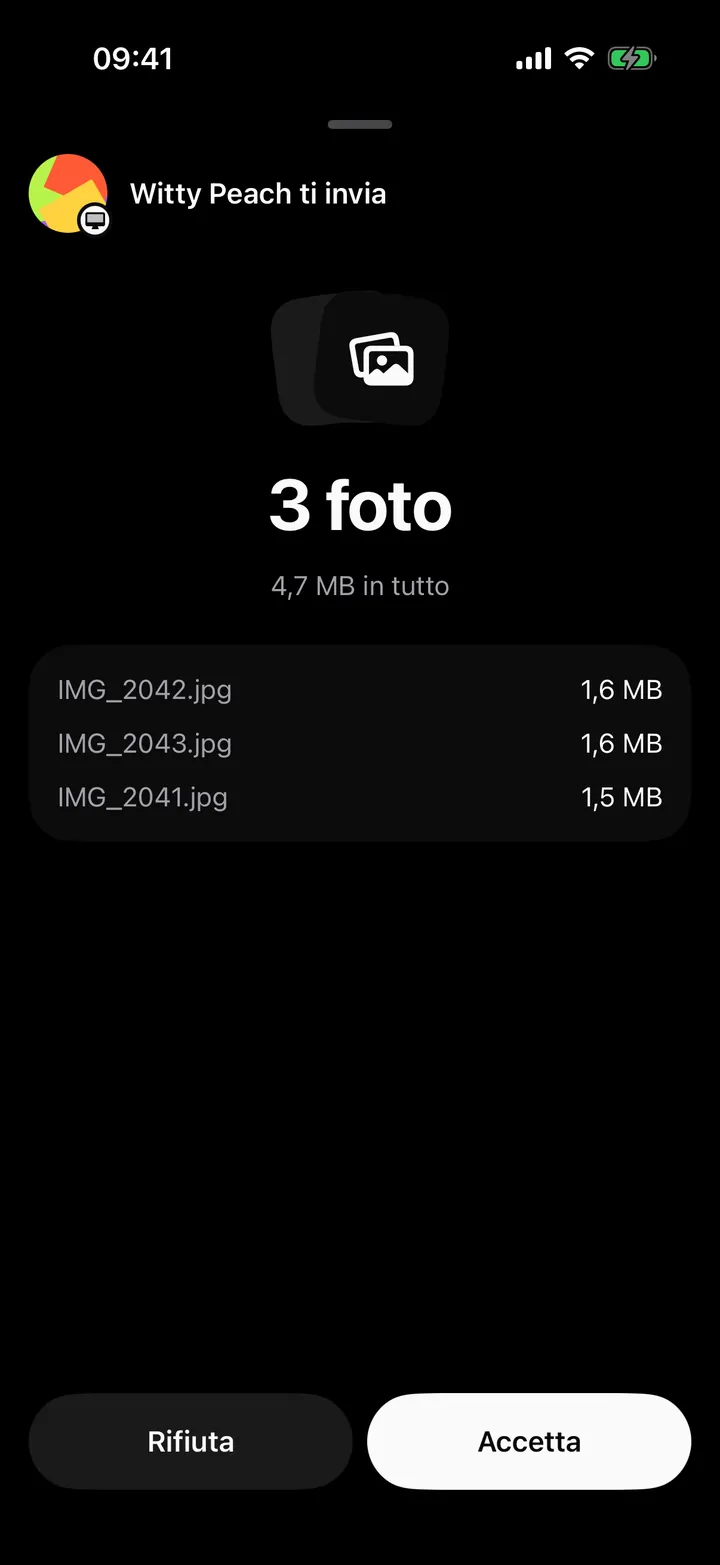 09:41
Witty Peach ti invia
3 foto
4,7 MB in tutto
IMG_2042.jpg 1,6 MB
IMG_2043.jpg 1,6 MB
IMG_2041.jpg 1,5 MB
Rifiuta Accetta